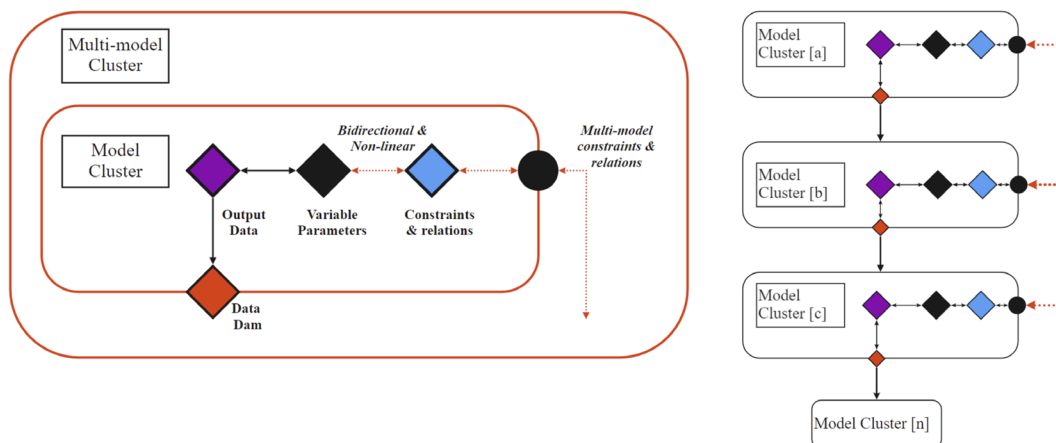 Multi-model
Cluster
Model
Cluster
Bidirectional &
Non-linear
Multi-model
constraints &
relations
Output
Data
Variable
Parameters
Constraints
& relations
Data
Dam
Model
Cluster [a]
Model
Cluster [b]
Model
Cluster [c]
Model Cluster [n]